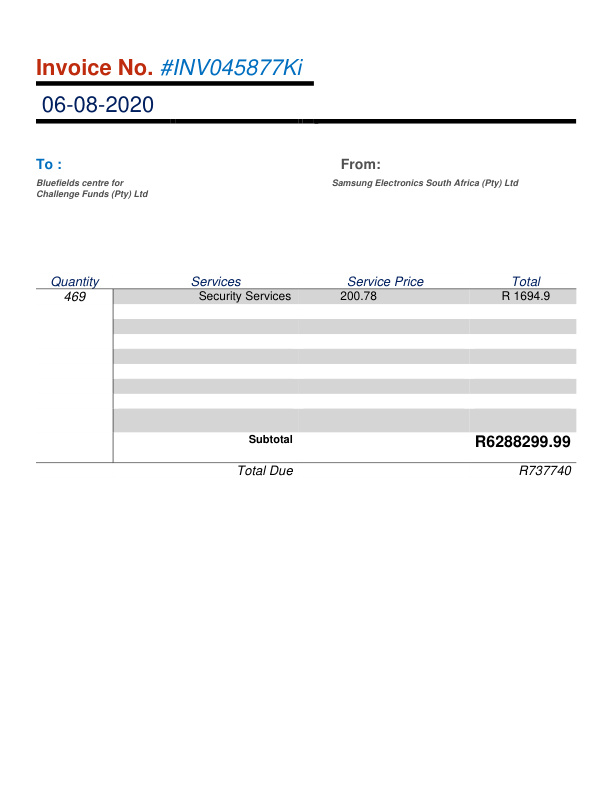 Invoice No. #INV045877Ki
06-08-2020
To : From:
Bluefields centre for Samsung Electronics South Africa (Pty) Ltd
Challenge Funds (Pty) Ltd
Quantity Services Service Price Total
469 Security Services 200.78 R 1694.9
Subtotal R6288299.99
Total Due R737740